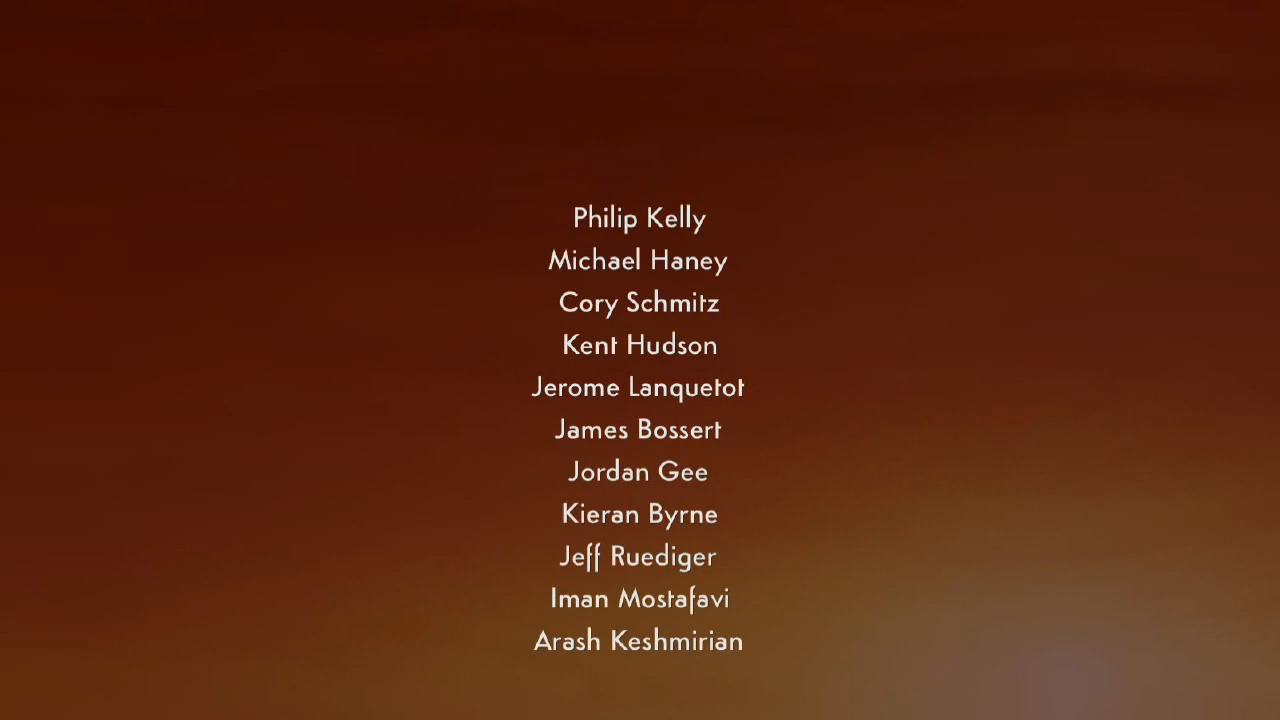 Philip Kelly
Michael Haney
Cory Schmitz
Kent Hudson
Jerome Lanquetot
James Bossert
Jordan Gee
Kieran Byrne
Jeff Ruediger
Iman Mostafavi
Arash Keshmirian